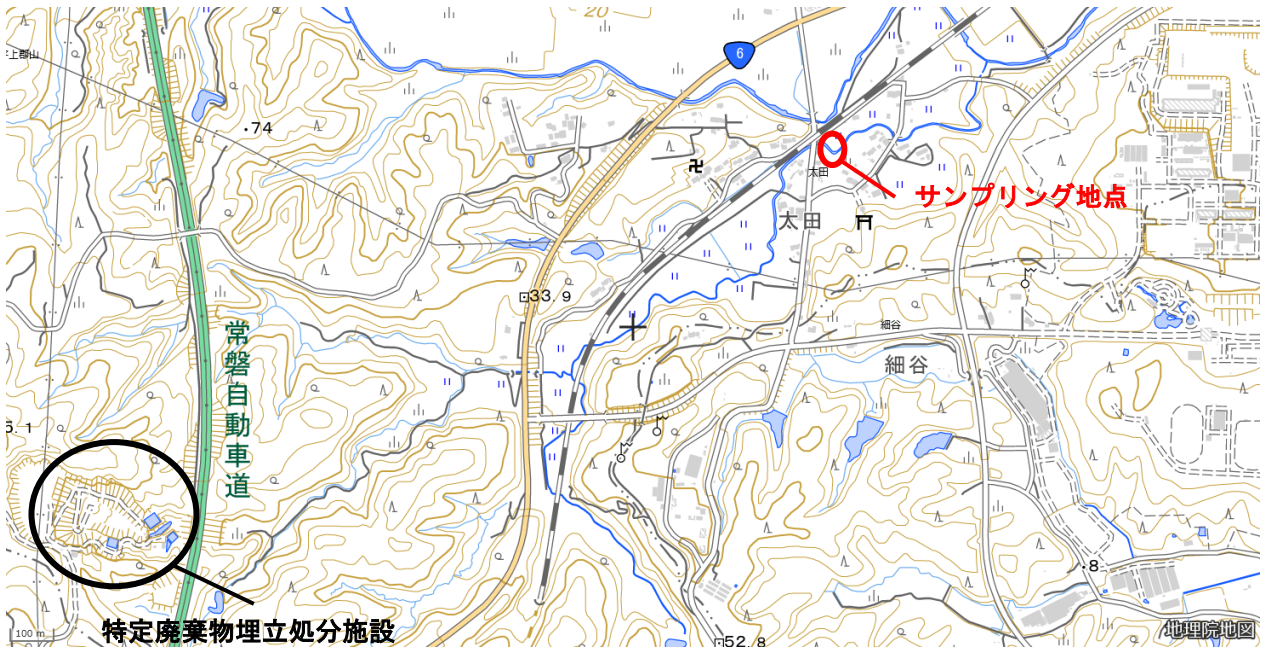 20
6
上郡山
・74
太田
サンプリング地点
太田
33.9
細谷
細谷
常磐自動車道
5.1
・8
特定廃棄物埋立処分施設
100 m
52.8
地理院地図